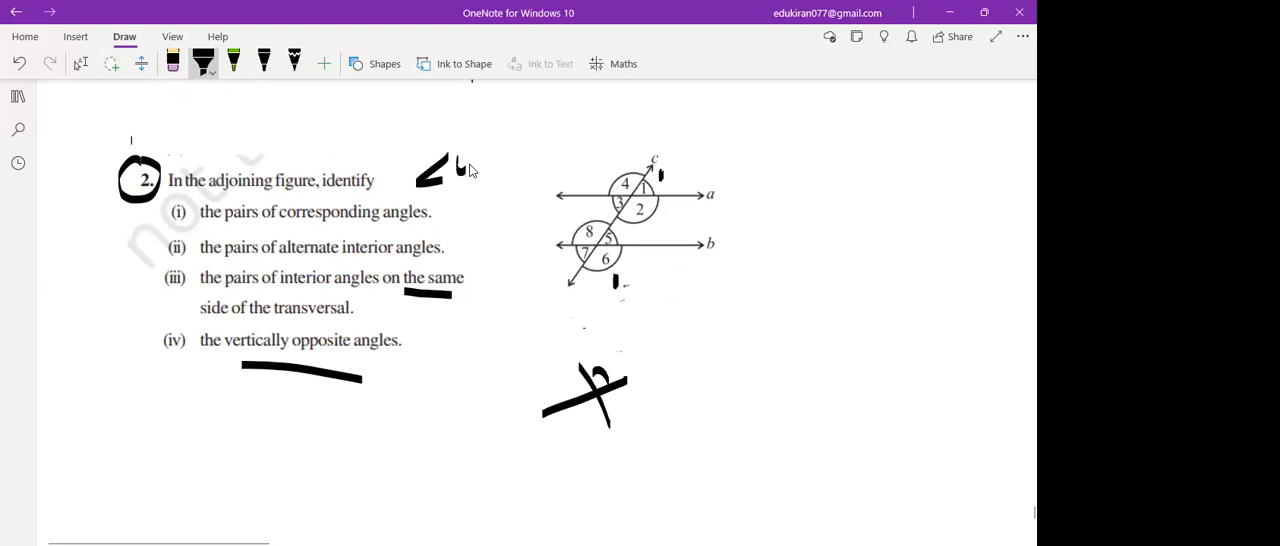 OneNote for Windows 10
edukiran077@gmail.com
Home Insert Draw View Help
Share
Shapes Ink to Shape Ink to Text Maths
not
2. In the adjoining figure, identify
(i) the pairs of corresponding angles.
(ii) the pairs of alternate interior angles.
(iii) the pairs of interior angles on the same
side of the transversal.
(iv) the vertically opposite angles.
c
4 1
a
3 2
8 5
b
7 6